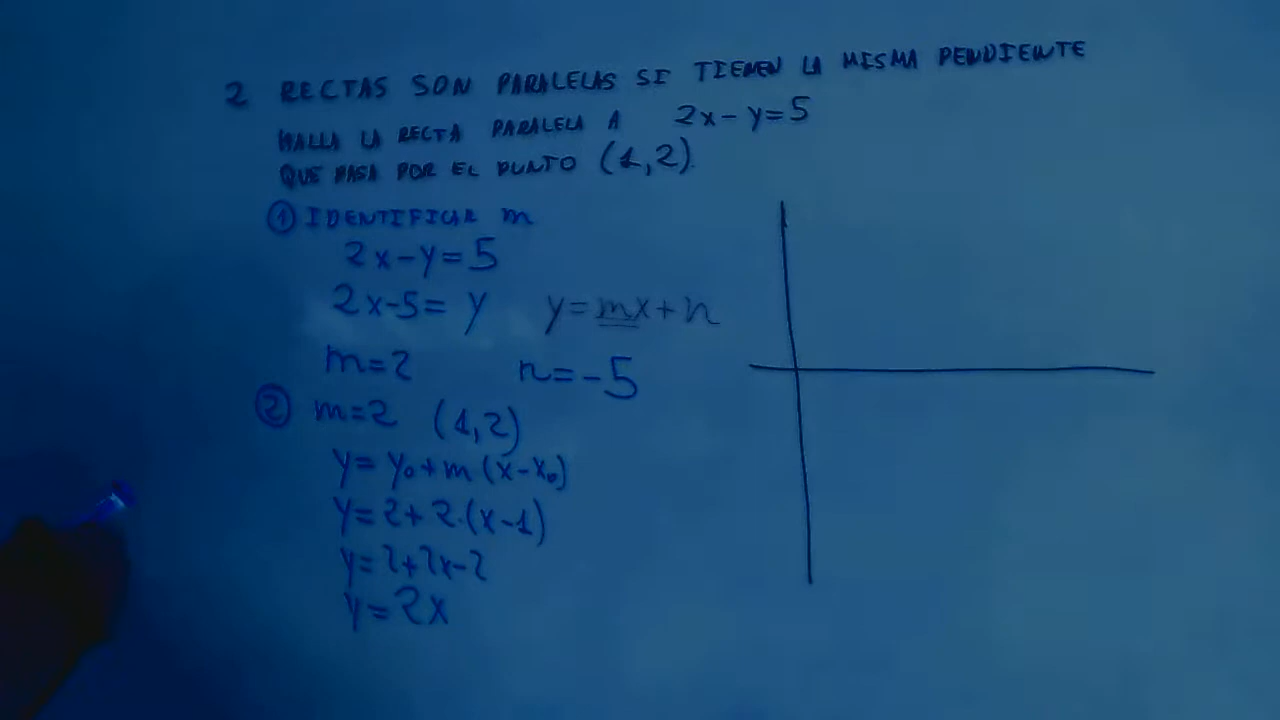 2 RECTAS SON PARALELAS SI TIENEN LA MISMA PENDIENTE
HALLA LA RECTA PARALELA A 2x-y=5
QUE PASA POR EL PUNTO (1,2).
① IDENTIFICAR m
2x-y=5
2x-5=y y=mx+n
m=2 n=-5
② m=2 (1,2)
y=y₀+m(x-x₀)
y=2+2·(x-1)
y=2+2x-2
y=2x